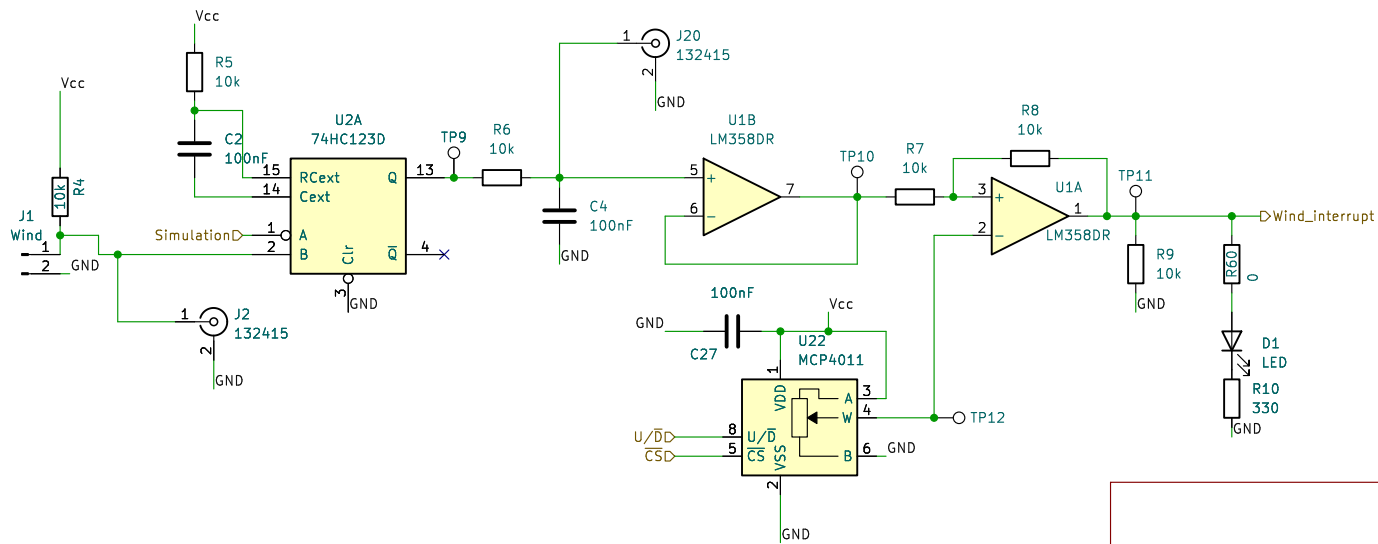 Vcc
R5
10k
C2
100nF
Vcc
10k
R4
J1
Wind
1
2
GND
Simulation
U2A
74HC123D
15
RCext
Q
13
14
Cext
1
A
2
B
Q
4
Clr
3
GND
1
J2
132415
2
GND
TP9
R6
10k
1
J20
132415
2
GND
C4
100nF
GND
U1B
LM358DR
5
+
6
−
7
TP10
R7
10k
R8
10k
3
+
2
−
U1A
1
LM358DR
TP11
Wind_interrupt
R9
10k
GND
R60
0
D1
LED
R10
330
GND
100nF
GND
C27
Vcc
U22
MCP4011
1
VDD
A
3
W
4
TP12
U/D
8
U/D
CS
5
CS
VSS
B
6
GND
2
GND